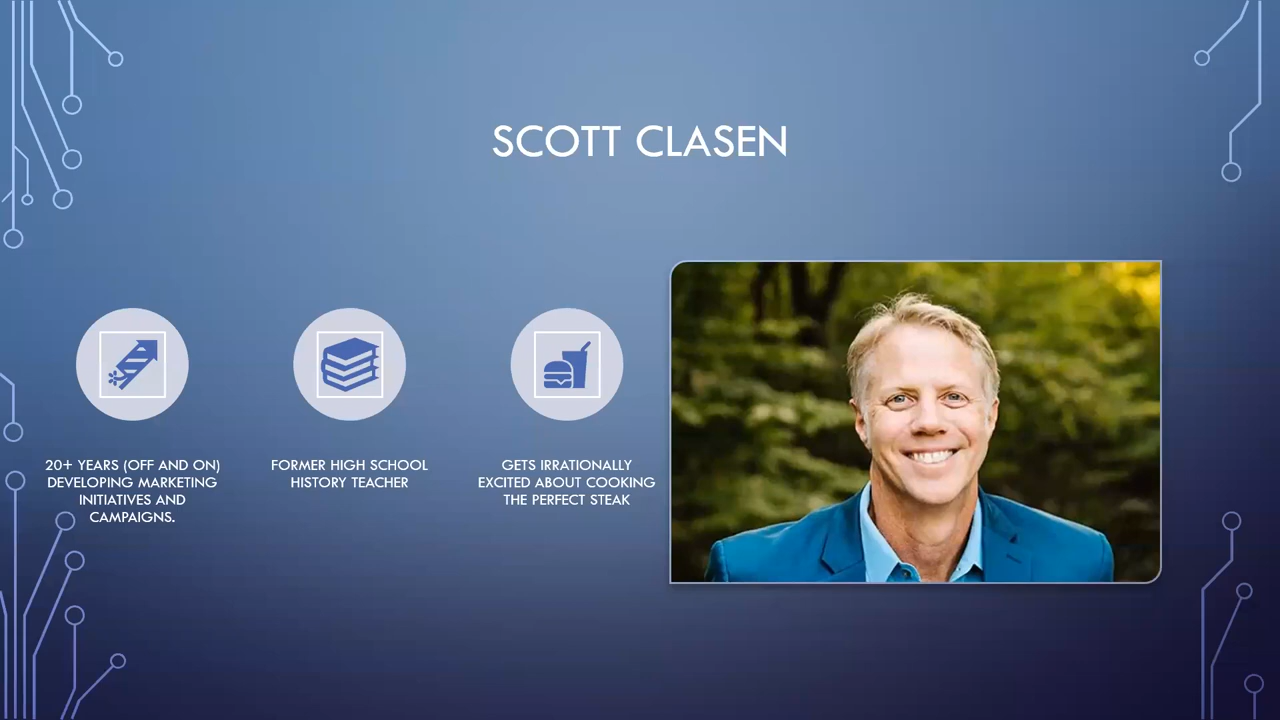 SCOTT CLASEN
20+ YEARS (OFF AND ON)
DEVELOPING MARKETING
INITIATIVES AND
CAMPAIGNS.
FORMER HIGH SCHOOL
HISTORY TEACHER
GETS IRRATIONALLY
EXCITED ABOUT COOKING
THE PERFECT STEAK